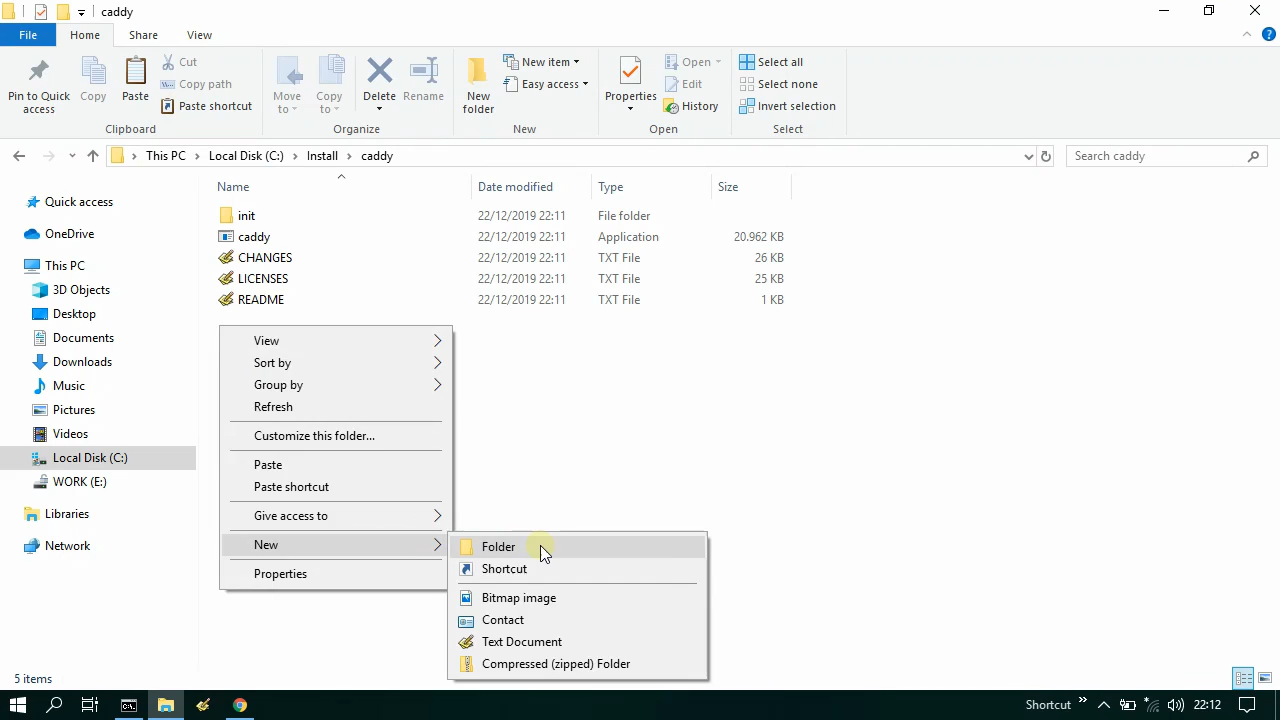 caddy
File
Home
Share
View
Pin to Quick
access
Copy
Paste
Cut
Copy path
Paste shortcut
Clipboard
Move
to
Copy
to
Delete
Rename
Organize
New
folder
New item
Easy access
New
Properties
Open
Edit
History
Open
Select all
Select none
Invert selection
Select
This PC
Local Disk (C:)
Install
caddy
Search caddy
Name
Date modified
Type
Size
init 22/12/2019 22:11 File folder
caddy 22/12/2019 22:11 Application 20.962 KB
CHANGES 22/12/2019 22:11 TXT File 26 KB
LICENSES 22/12/2019 22:11 TXT File 25 KB
README 22/12/2019 22:11 TXT File 1 KB
Quick access
OneDrive
This PC
3D Objects
Desktop
Documents
Downloads
Music
Pictures
Videos
Local Disk (C:)
WORK (E:)
Libraries
Network
View
Sort by
Group by
Refresh
Customize this folder...
Paste
Paste shortcut
Give access to
New
Properties
Folder
Shortcut
Bitmap image
Contact
Text Document
Compressed (zipped) Folder
5 items
Shortcut
22:12